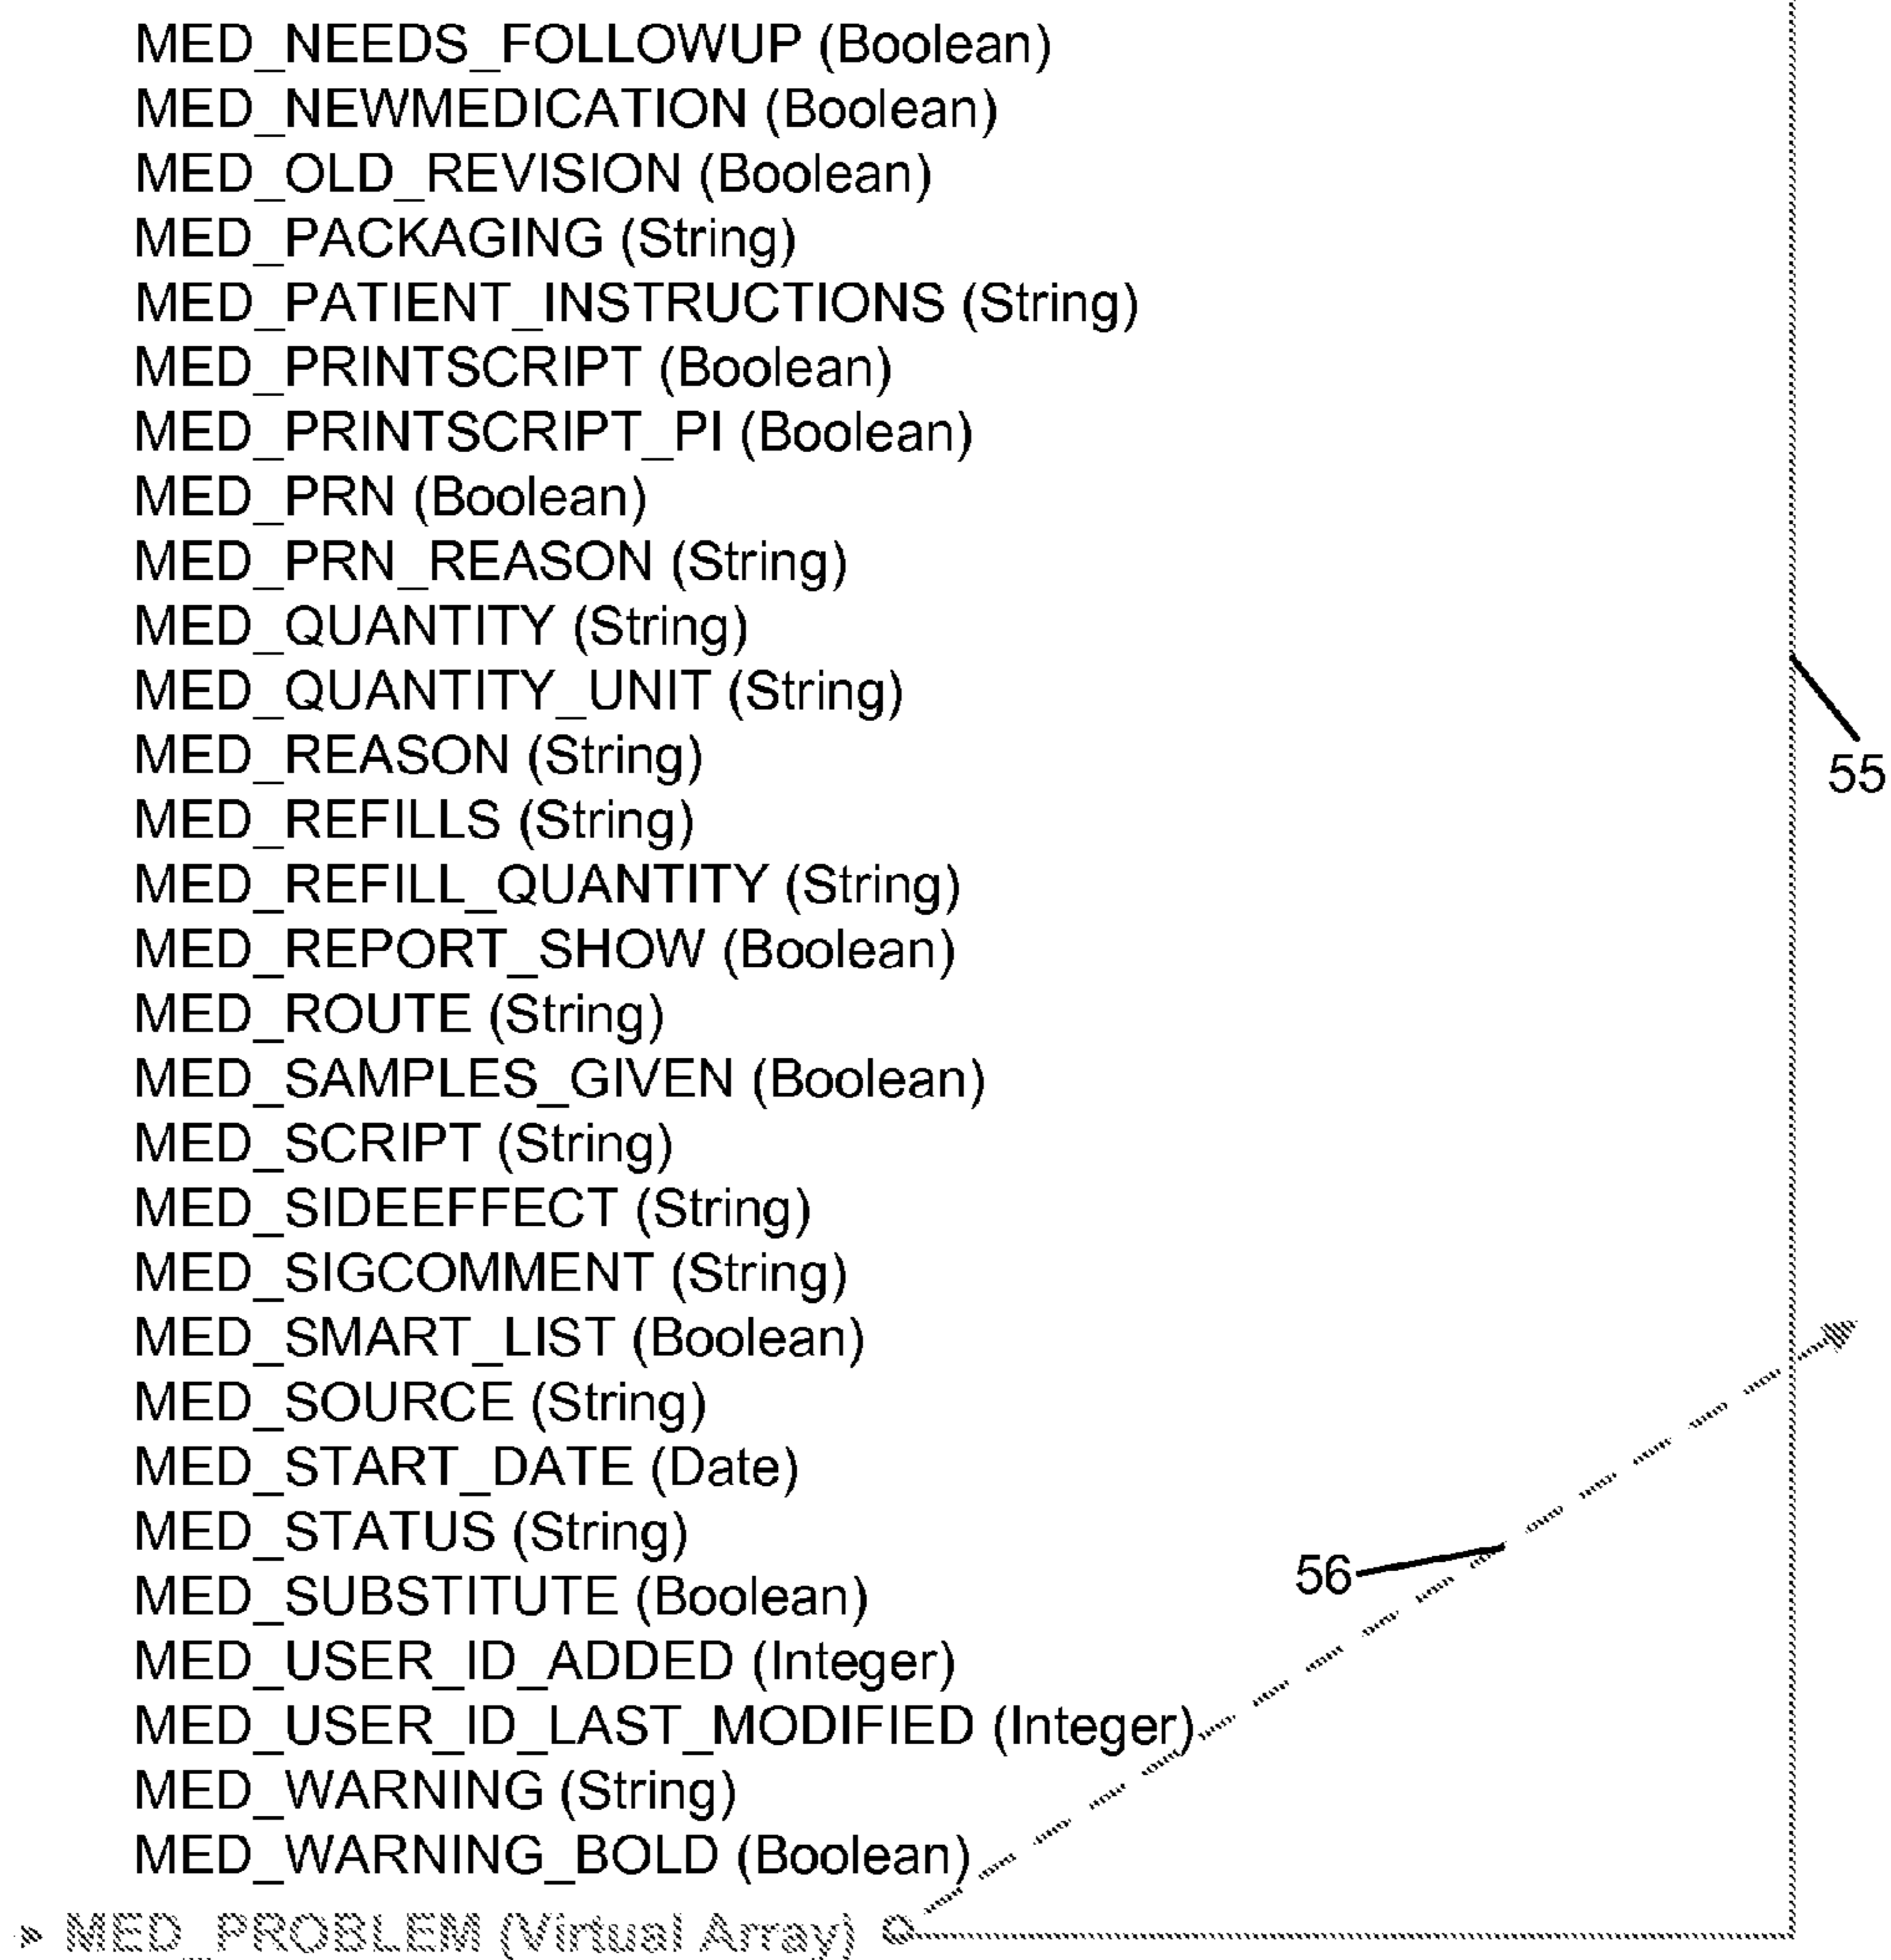 MED_NEEDS_FOLLOWUP (Boolean)
MED_NEWMEDICATION (Boolean)
MED_OLD_REVISION (Boolean)
MED_PACKAGING (String)
MED_PATIENT_INSTRUCTIONS (String)
MED_PRINTSCRIPT (Boolean)
MED_PRINTSCRIPT_PI (Boolean)
MED_PRN (Boolean)
MED_PRN_REASON (String)
MED_QUANTITY (String)
MED_QUANTITY_UNIT (String)
MED_REASON (String)
55
MED_REFILLS (String)
MED_REFILL_QUANTITY (String)
MED_REPORT_SHOW (Boolean)
MED_ROUTE (String)
MED_SAMPLES_GIVEN (Boolean)
MED_SCRIPT (String)
MED_SIDEEFFECT (String)
MED_SIGCOMMENT (String)
MED_SMART_LIST (Boolean)
MED_SOURCE (String)
MED_START_DATE (Date)
MED_STATUS (String)
56
MED_SUBSTITUTE (Boolean)
MED_USER_ID_ADDED (Integer)
MED_USER_ID_LAST_MODIFIED (Integer)
MED_WARNING (String)
MED_WARNING_BOLD (Boolean)
MED_PROBLEM (Virtual Array)